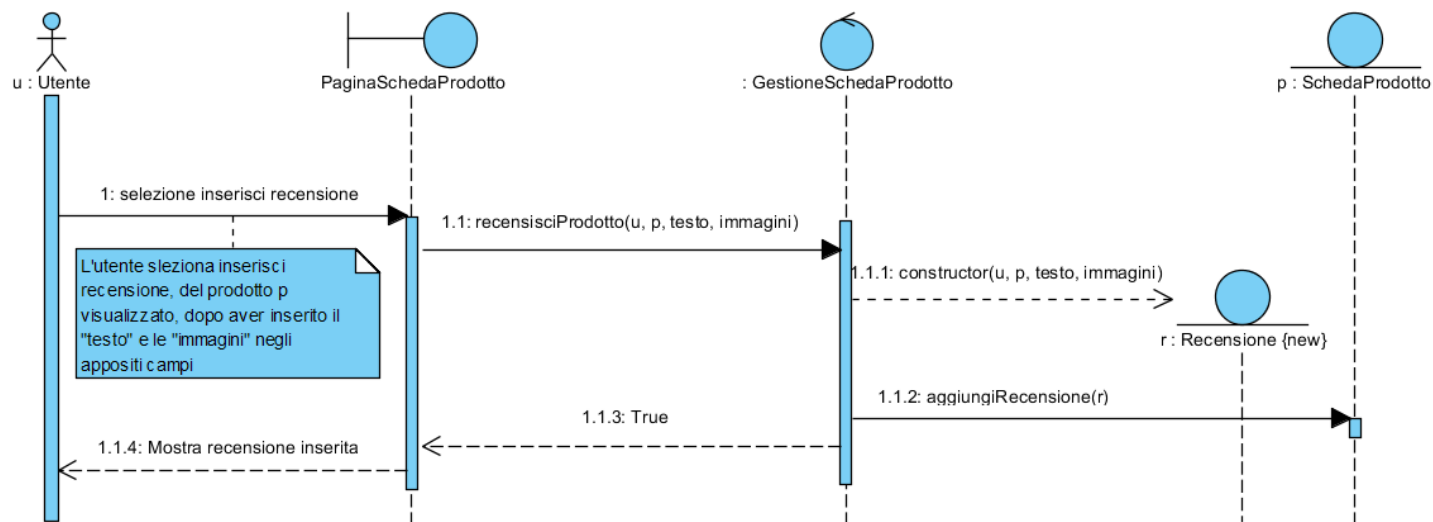 u : Utente
PaginaSchedaProdotto
: GestioneSchedaProdotto
p : SchedaProdotto
1: selezione inserisci recensione
1.1: recensisciProdotto(u, p, testo, immagini)
L'utente sleziona inserisci
recensione, del prodotto p
visualizzato, dopo aver inserito il
"testo" e le "immagini" negli
appositi campi
1.1.1: constructor(u, p, testo, immagini)
r : Recensione {new}
1.1.2: aggiungiRecensione(r)
1.1.3: True
1.1.4: Mostra recensione inserita